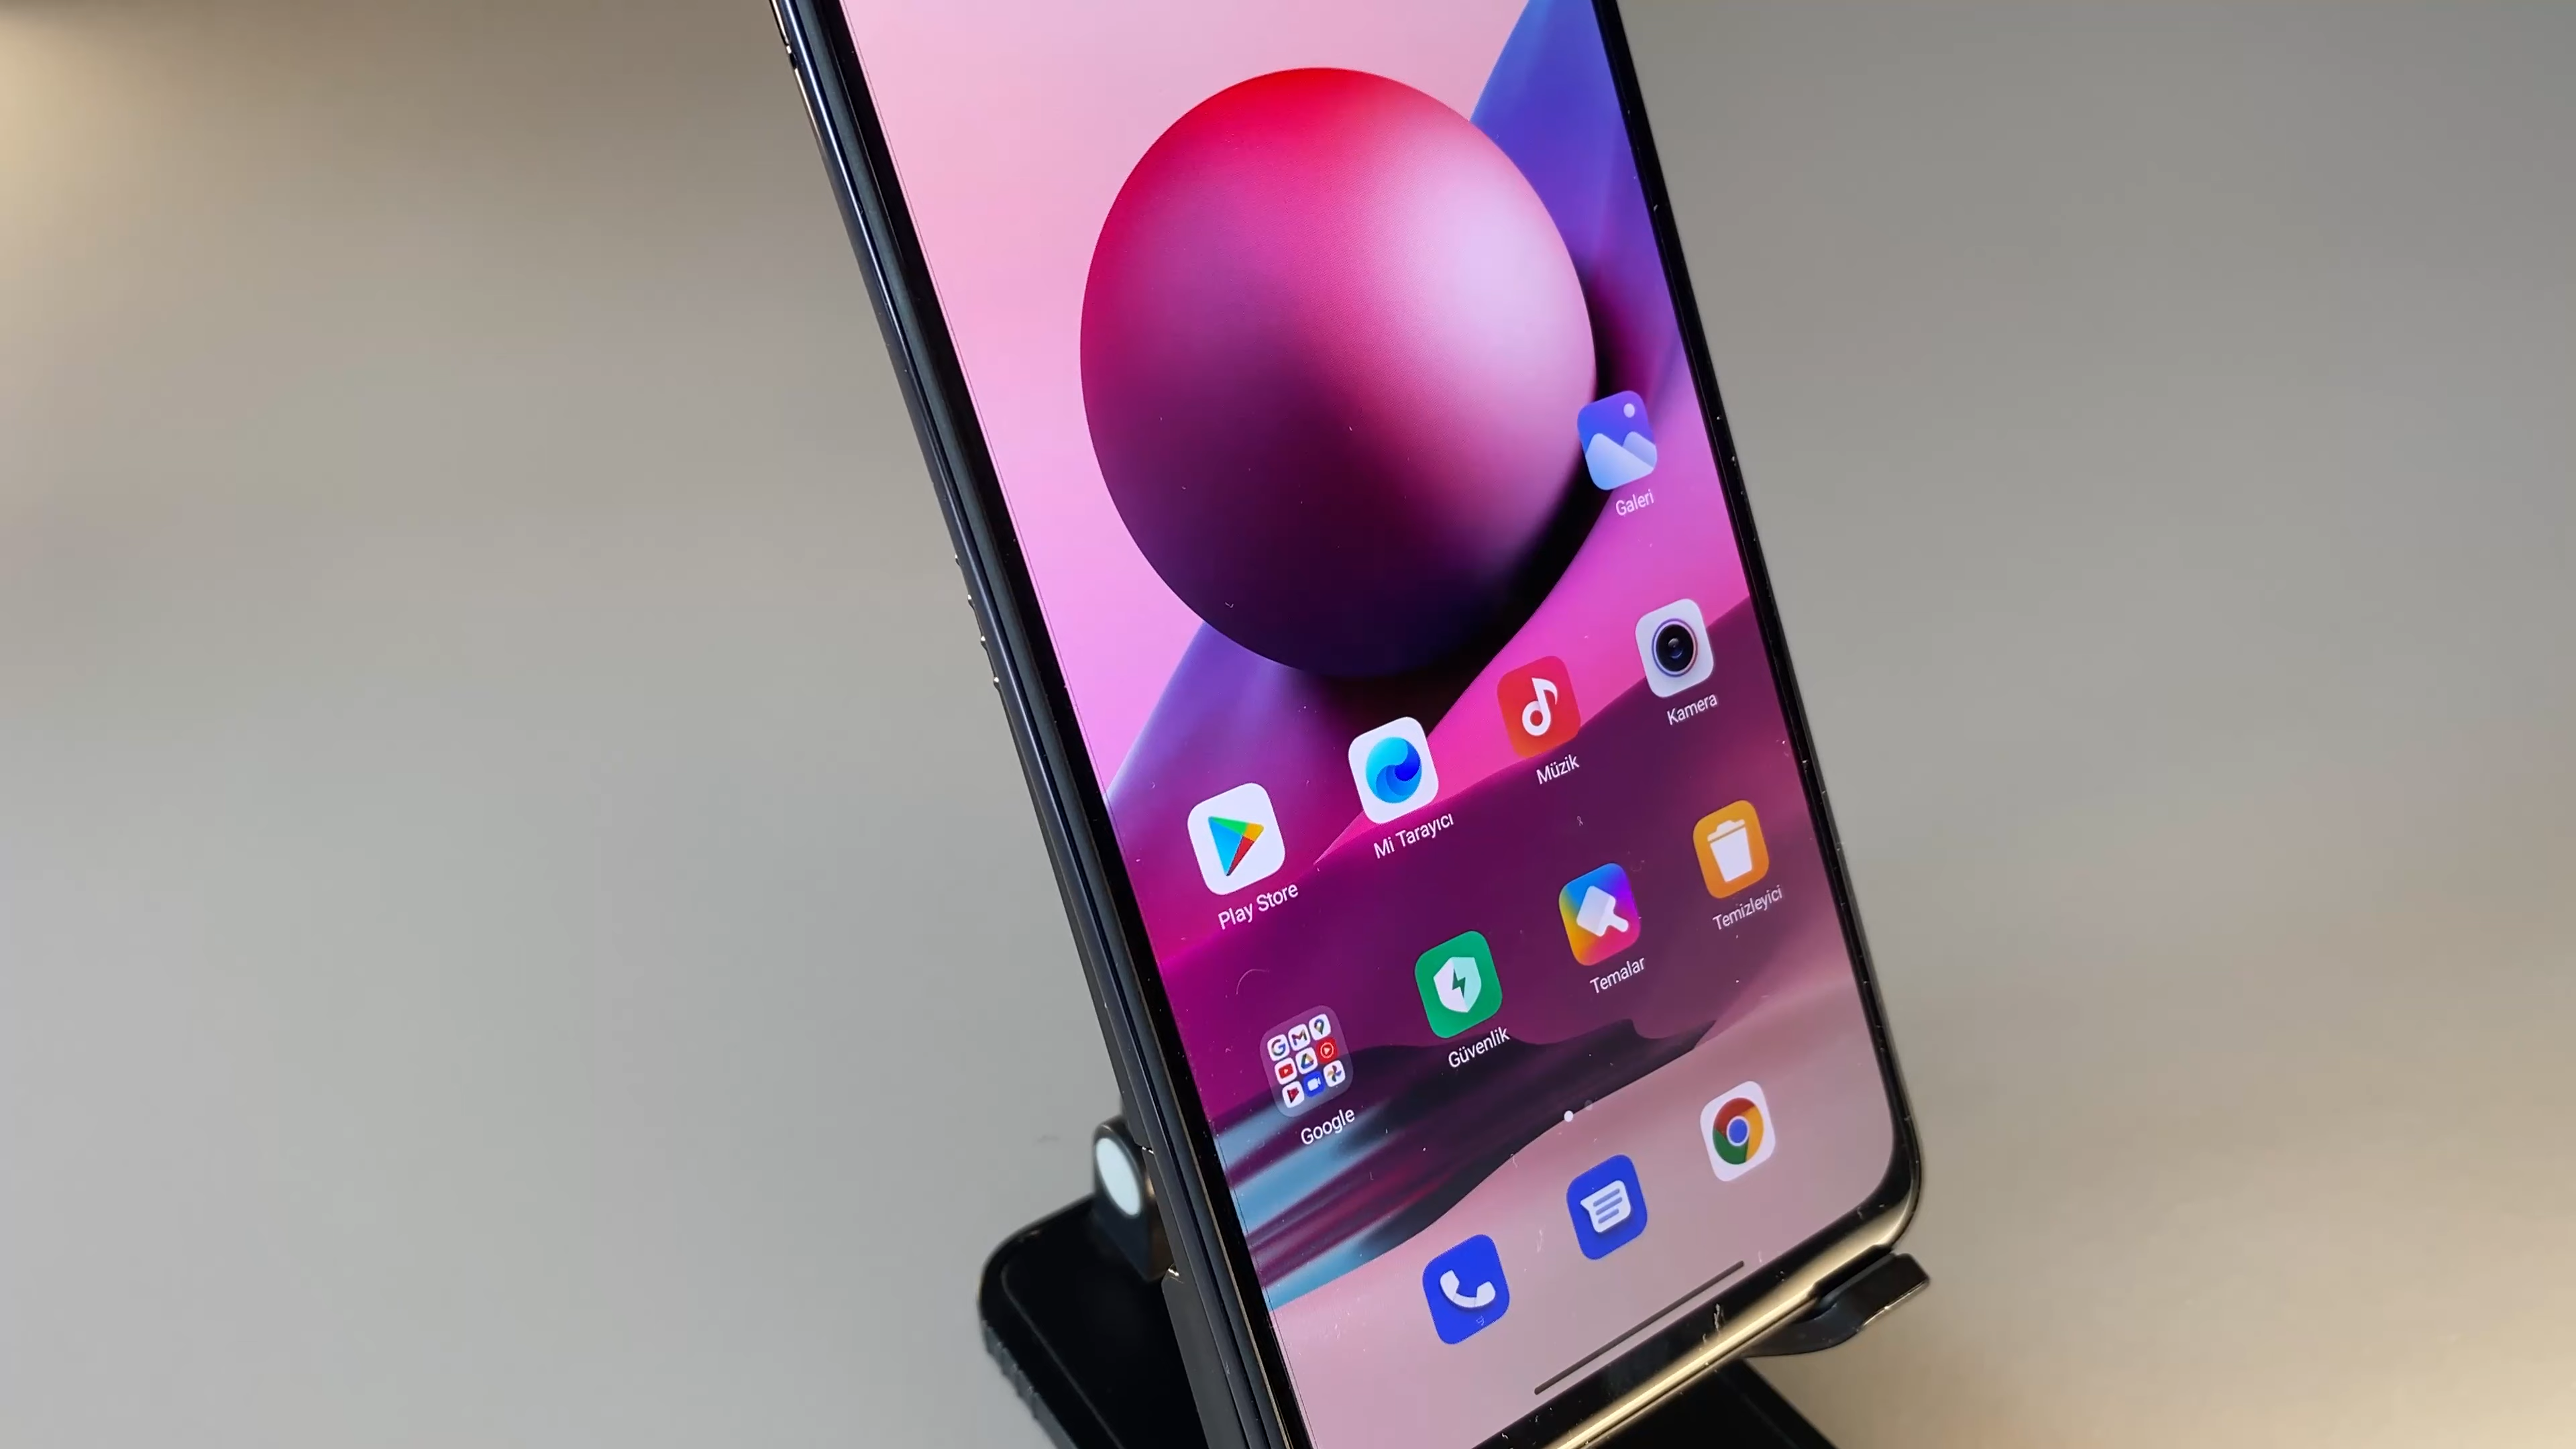 Galeri
Play Store
Mi Tarayıcı
Müzik
Kamera
Google
Güvenlik
Temalar
Temizleyici